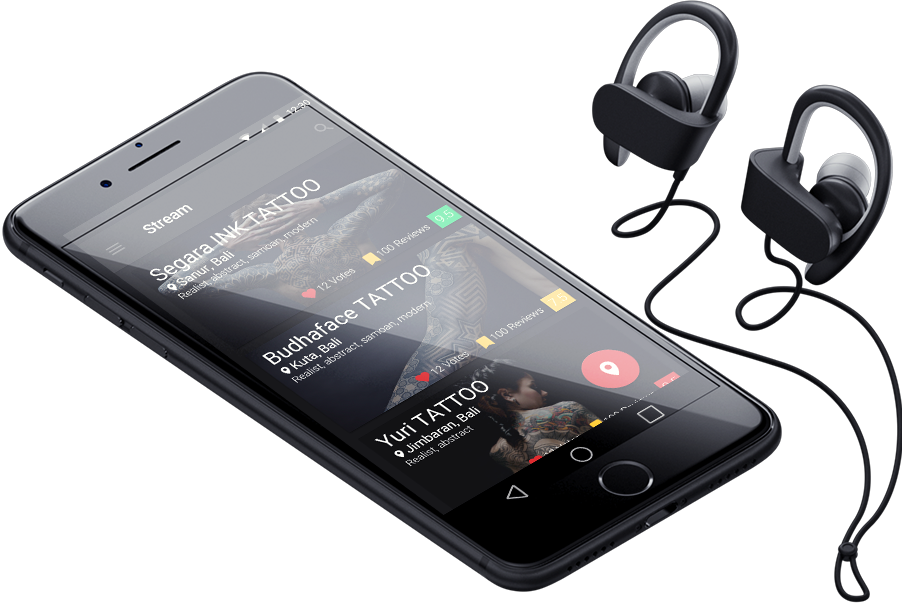 12:30
Stream
Segara INK TATTOO
9.5
Sanur, Bali
Realist, abstract, samoan, modern
12 Votes
100 Reviews
Budhaface TATTOO
7.5
Kuta, Bali
Realist, abstract, samoan, modern
12 Votes
100 Reviews
Yuri TATTOO
Jimbaran, Bali
Realist, abstract